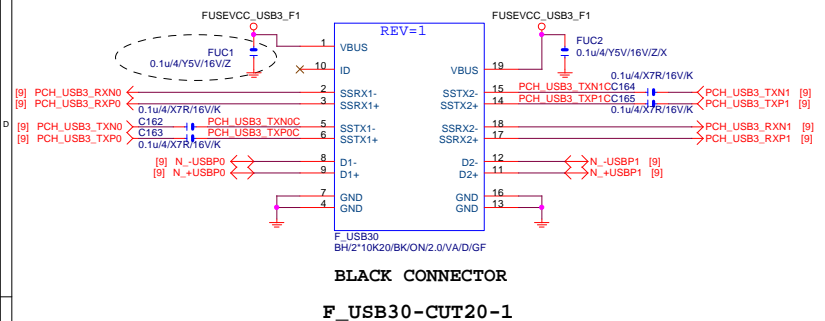 FUSEVCC_USB3_F1
FUSEVCC_USB3_F1
REV=1
FUC1
0.1u/4/Y5V/16V/Z
FUC2
0.1u/4/Y5V/16V/Z/X
1 VBUS
10 ID
VBUS 19
0.1u/4/X7R/16V/K
[9] PCH_USB3_RXN0 2 SSRX1-
[9] PCH_USB3_RXP0 3 SSRX1+
0.1u/4/X7R/16V/K
SSTX2- 15 PCH_USB3_TXN1C C164 PCH_USB3_TXN1 [9]
SSTX2+ 14 PCH_USB3_TXP1C C165 PCH_USB3_TXP1 [9]
0.1u/4/X7R/16V/K
D
[9] PCH_USB3_TXN0 C162 PCH_USB3_TXN0C 5 SSTX1-
[9] PCH_USB3_TXP0 C163 PCH_USB3_TXP0C 6 SSTX1+
0.1u/4/X7R/16V/K
SSRX2- 18 PCH_USB3_RXN1 [9]
SSRX2+ 17 PCH_USB3_RXP1 [9]
[9] N_-USBP0 8 D1-
[9] N_+USBP0 9 D1+
D2- 12 N_-USBP1 [9]
D2+ 11 N_+USBP1 [9]
7 GND
4 GND
GND 16
GND 13
F_USB30
BH/2*10K20/BK/ON/2.0/VA/D/GF
BLACK CONNECTOR
F_USB30-CUT20-1